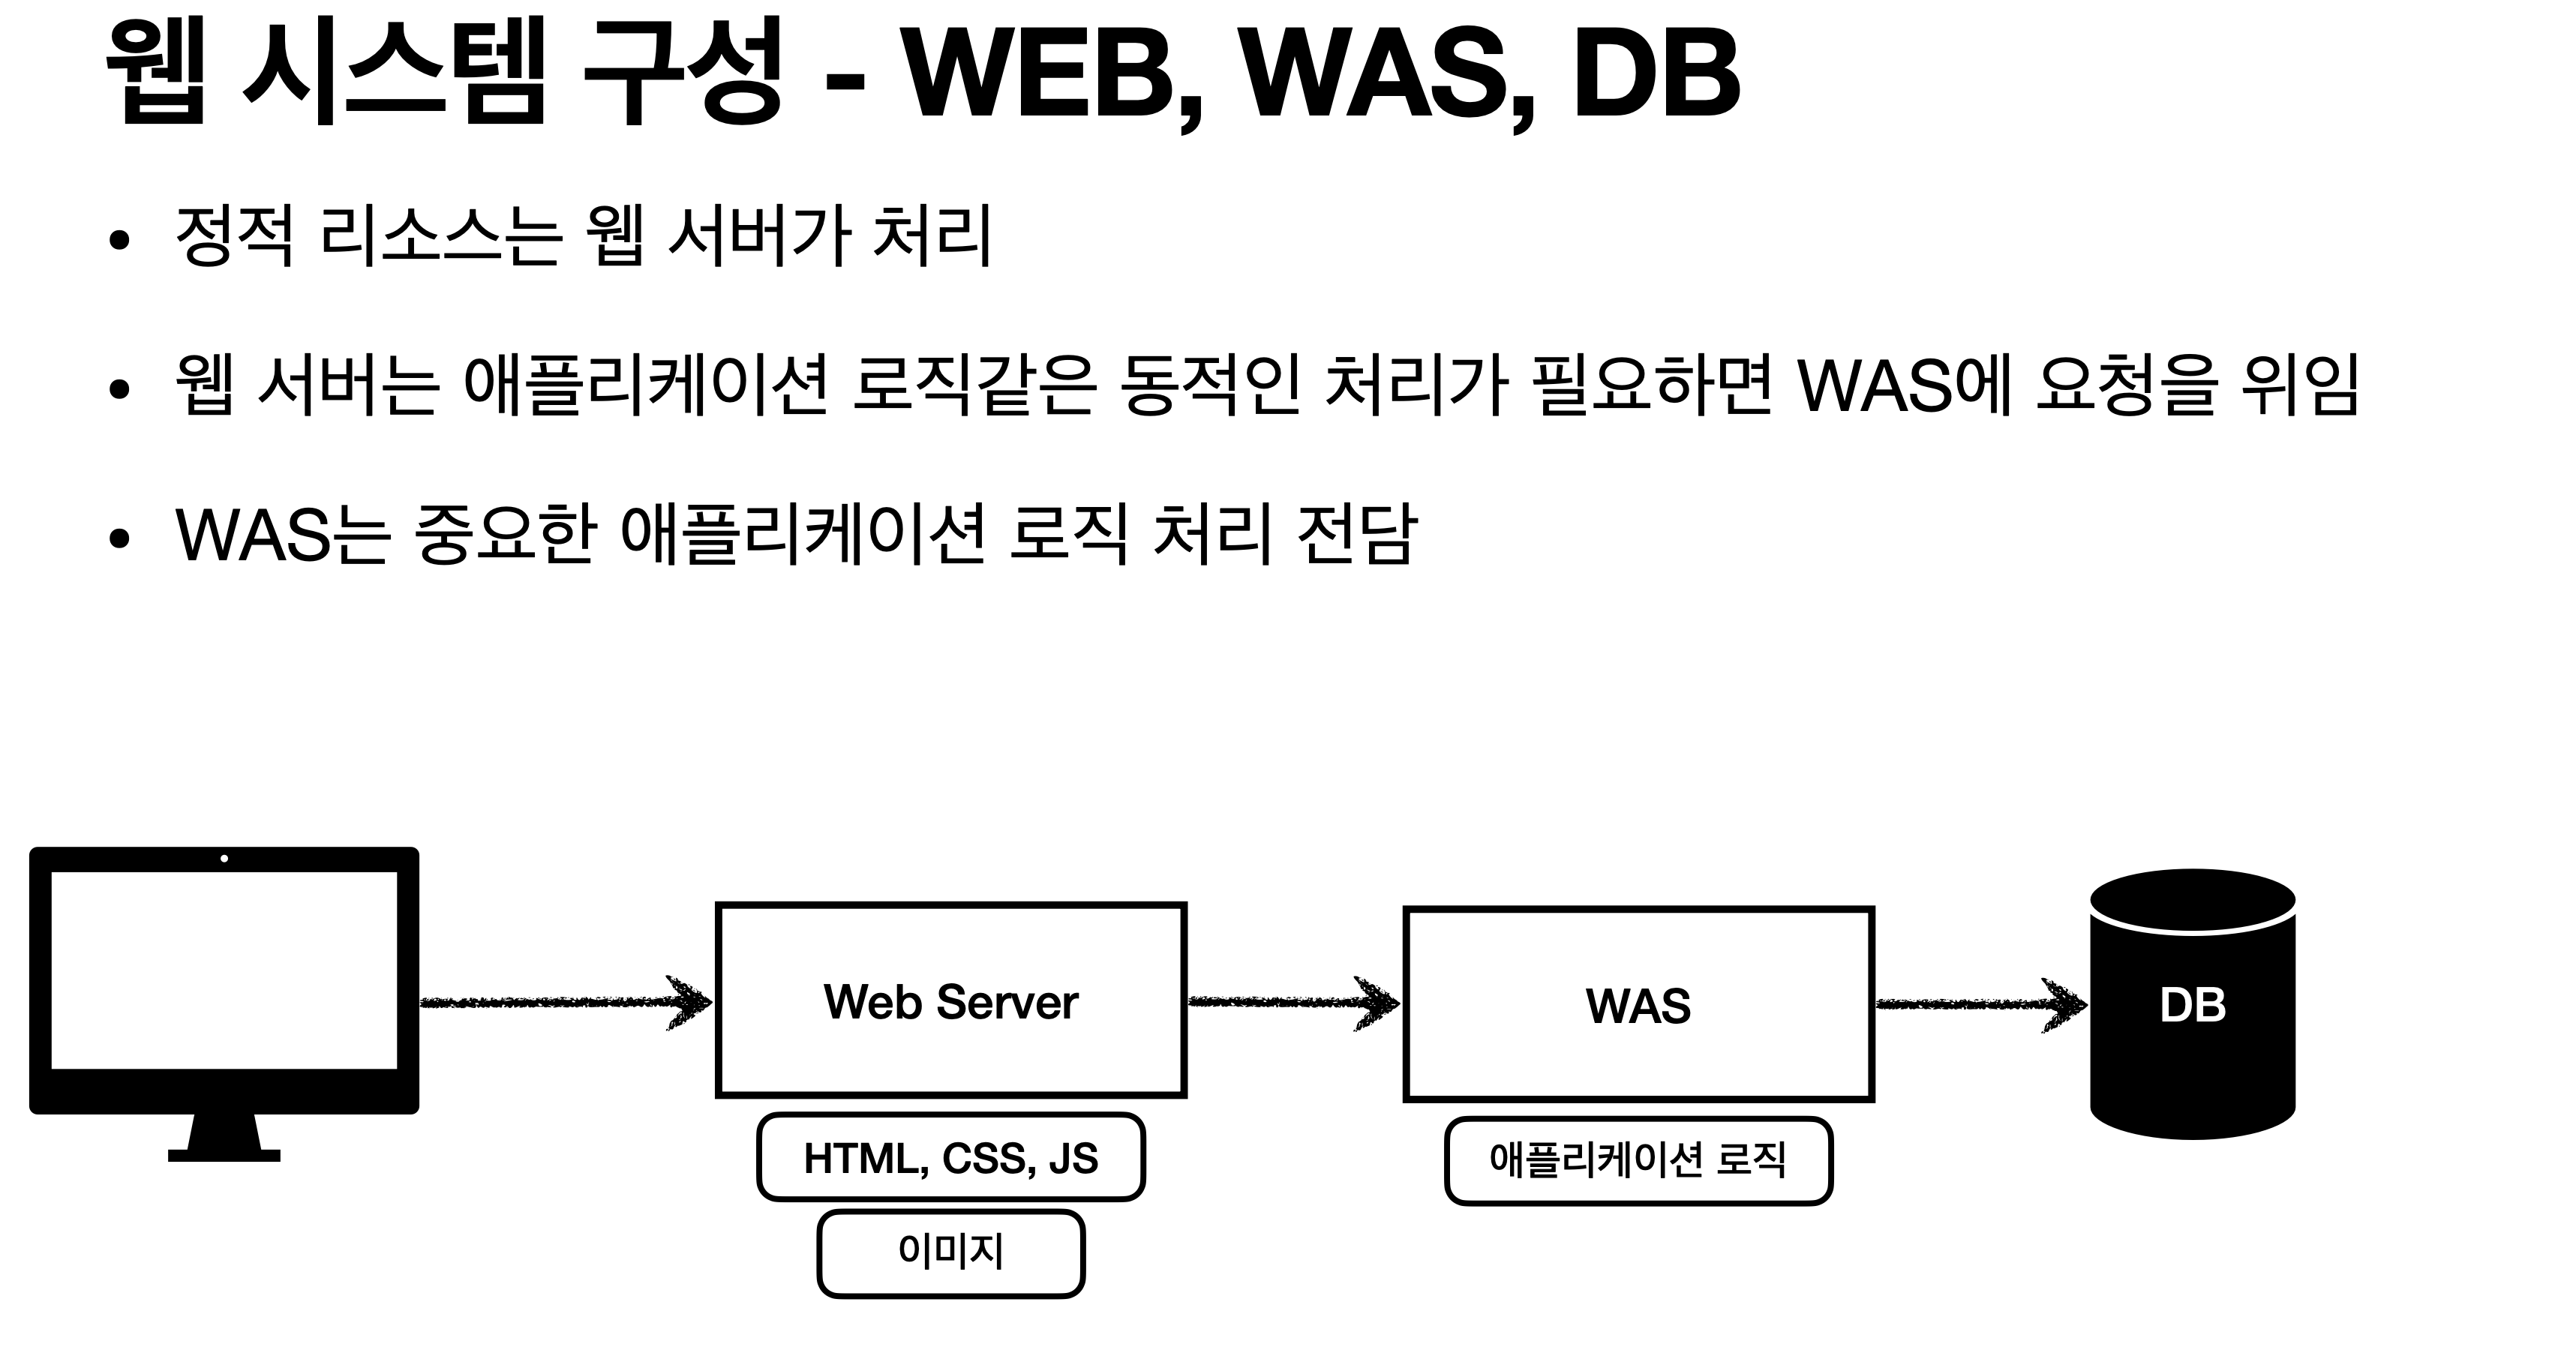 웹 시스템 구성 - WEB, WAS, DB
• 정적 리소스는 웹 서버가 처리
• 웹 서버는 애플리케이션 로직같은 동적인 처리가 필요하면 WAS에 요청을 위임
• WAS는 중요한 애플리케이션 로직 처리 전담
Web Server
WAS
DB
HTML, CSS, JS
애플리케이션 로직
이미지